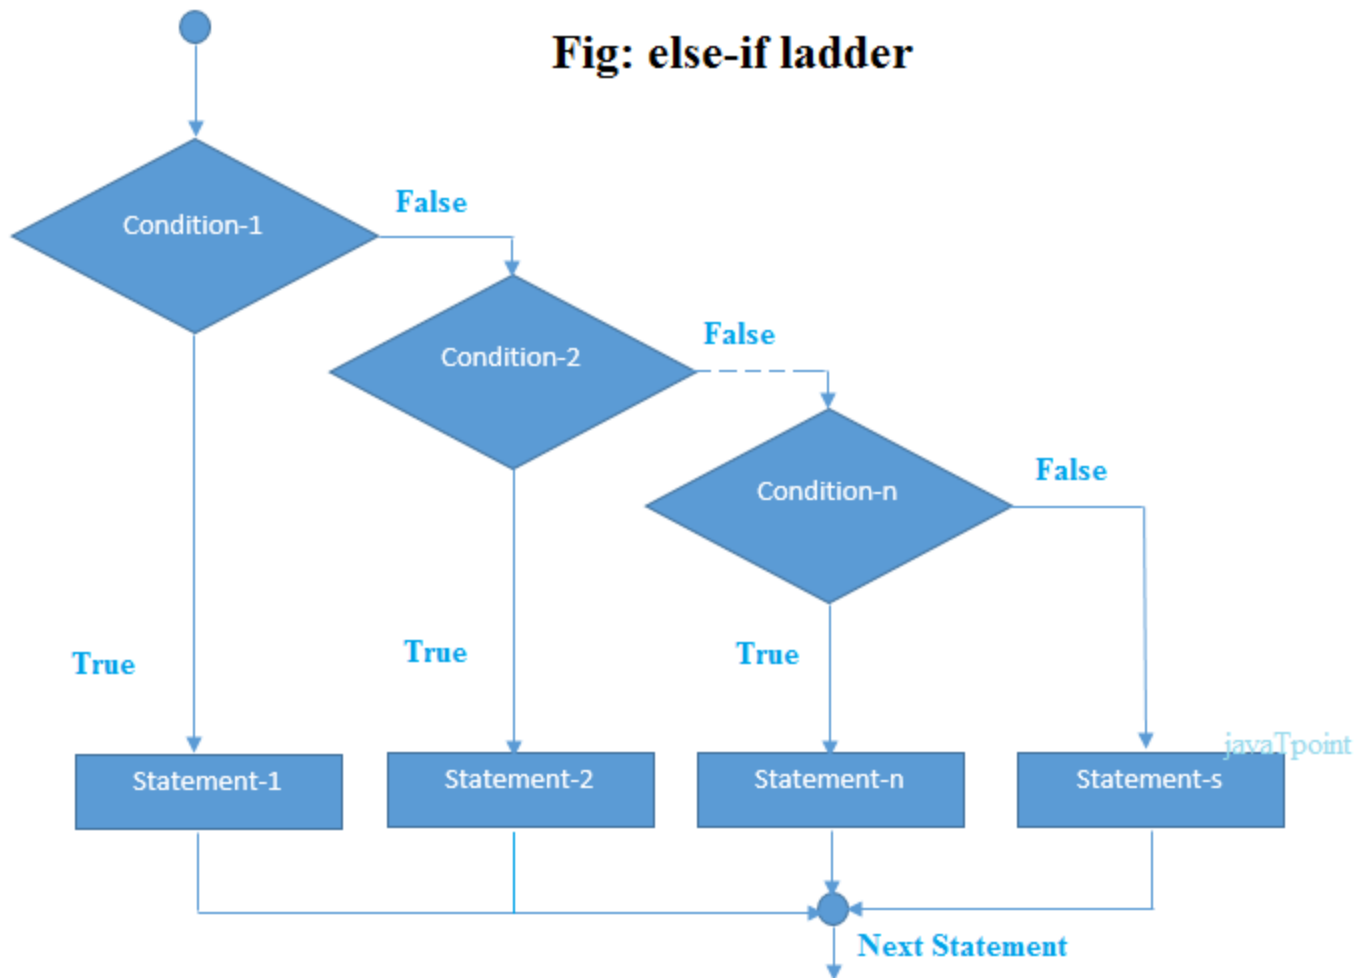 Fig: else-if ladder
Condition-1
False
Condition-2
False
Condition-n
False
True
True
True
javaTpoint
Statement-1
Statement-2
Statement-n
Statement-s
Next Statement